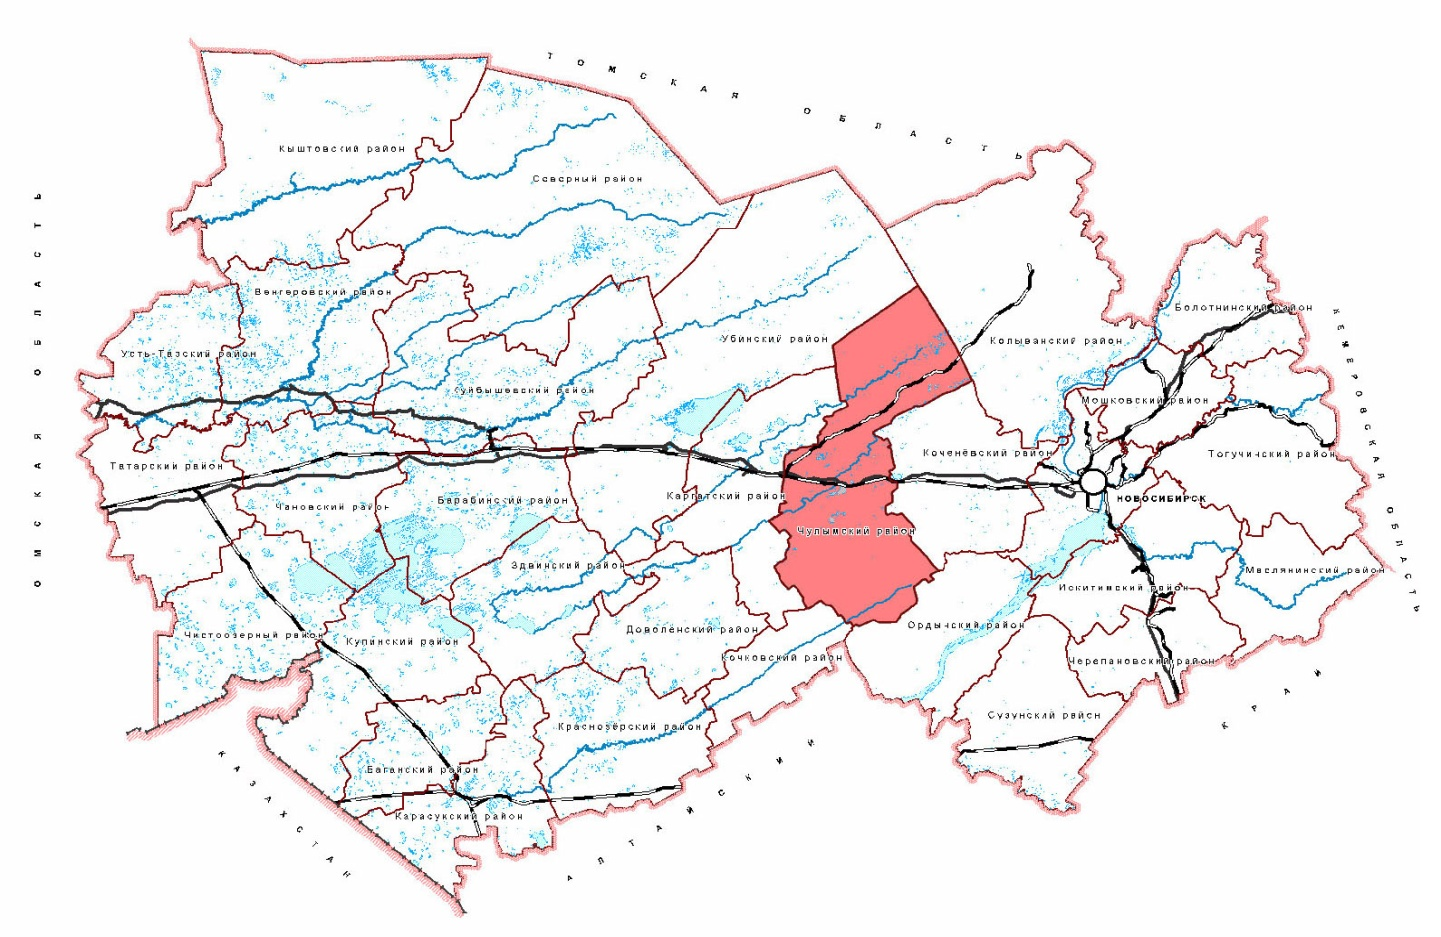 ТОМСКАЯ ОБЛАСТЬ
Кыштовский район
Северный район
ОМСКАЯ ОБЛАСТЬ
Венгеровский район
Болотнинский район
КЕМЕРОВСКАЯ ОБЛАСТЬ
Усть-Тазский район
Убинский район
Колыванский район
Куйбышевский район
Мошковский район
Татарский район
Коченёвский район
Тогучинский район
Барабинский район
Каргатский район
НОВОСИБИРСК
Чановский район
Чулымский район
Здвинский район
Маслянинский район
Искитимский район
Чистоозерный район
Купинский район
Доволенский район
Ордынский район
Кочковский район
Черепановский район
Сузунский район
Краснозёрский район
Баганский район
Карасукский район
КАЗАХСТАН
АЛТАЙСКИЙ КРАЙ